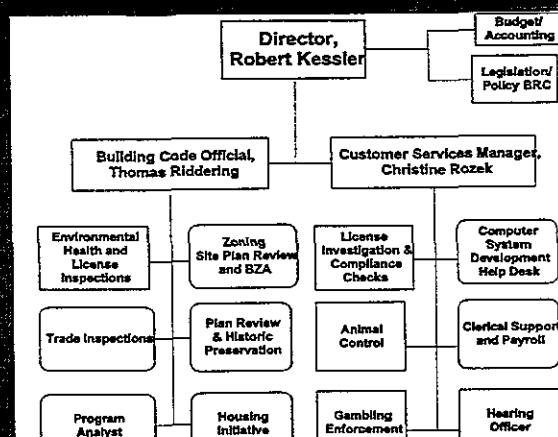 Director,
Robert Kessler
Budget/
Accounting
Legislation/
Policy BRC
Building Code Official,
Thomas Riddering
Customer Services Manager,
Christine Rozek
Environmental
Health and
License
Inspections
Zoning
Site Plan Review
and BZA
License
Investigation &
Compliance
Checks
Computer
System
Development
Help Desk
Trade Inspections
Plan Review
& Historic
Preservation
Animal
Control
Clerical Support
and Payroll
Program
Analyst
Housing
Initiative
Gambling
Enforcement
Hearing
Officer